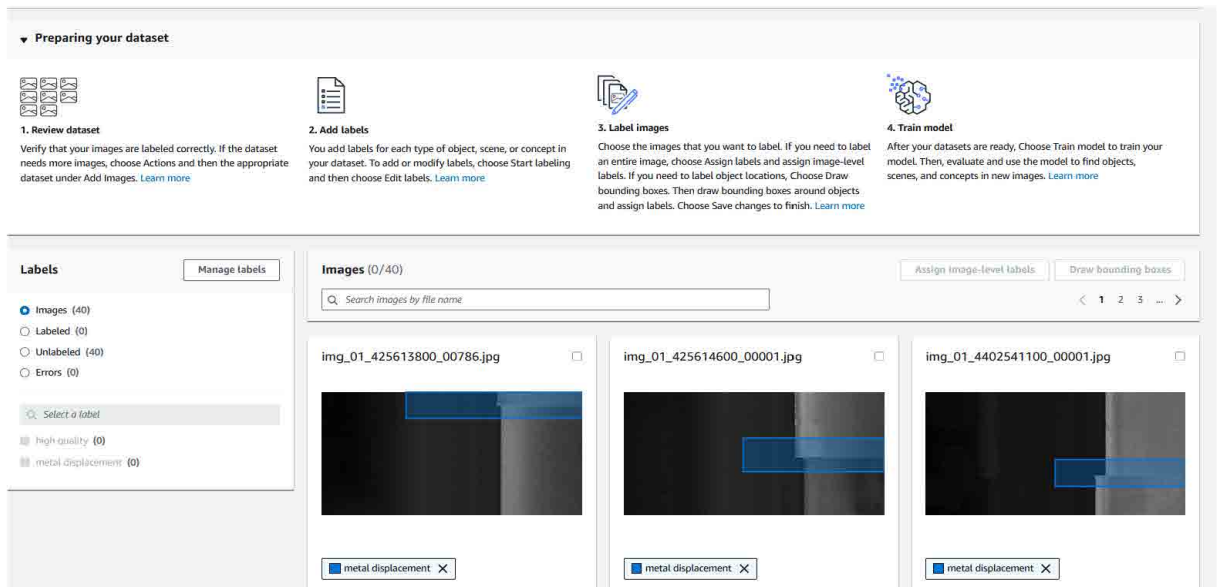 Preparing your dataset
1. Review dataset
Verify that your images are labeled correctly. If the dataset
needs more images, choose Actions and then the appropriate
dataset under Add Images. Learn more
2. Add labels
You add labels for each type of object, scene, or concept in
your dataset. To add or modify labels, choose Start labeling
and then choose Edit labels. Learn more
3. Label images
Choose the images that you want to label. If you need to label
an entire image, choose Assign labels and assign image-level
labels. If you need to label object locations, Choose Draw
bounding boxes. Then draw bounding boxes around objects
and assign labels. Choose Save changes to finish. Learn more
4. Train model
After your datasets are ready, Choose Train model to train your
model. Then, evaluate and use the model to find objects,
scenes, and concepts in new images. Learn more
Labels
Manage labels
Images (40)
Labeled (0)
Unlabeled (40)
Errors (0)
Select a label
high quality (0)
metal displacement (0)
Images (0/40)
Assign image-level labels
Draw bounding boxes
Search images by file name
1 2 3 ...
img_01_425613800_00786.jpg
img_01_425614600_00001.jpg
img_01_4402541100_00001.jpg
metal displacement X
metal displacement X
metal displacement X